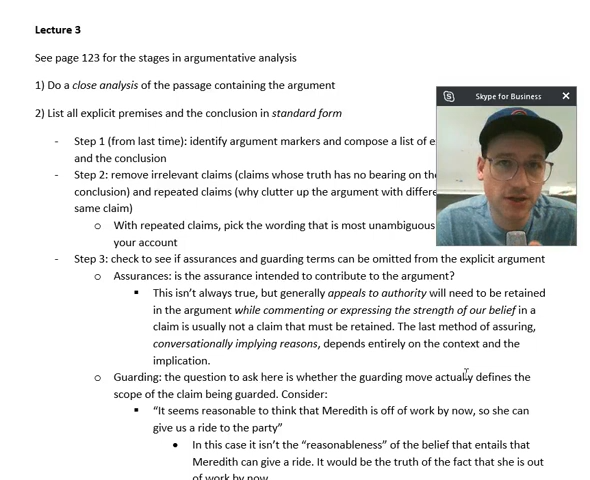 Lecture 3
See page 123 for the stages in argumentative analysis
1) Do a close analysis of the passage containing the argument
2) List all explicit premises and the conclusion in standard form
Skype for Business
- Step 1 (from last time): identify argument markers and compose a list of e
and the conclusion
- Step 2: remove irrelevant claims (claims whose truth has no bearing on the
conclusion) and repeated claims (why clutter up the argument with differe
same claim)
o With repeated claims, pick the wording that is most unambiguous
your account
- Step 3: check to see if assurances and guarding terms can be omitted from the explicit argument
o Assurances: is the assurance intended to contribute to the argument?
▪ This isn't always true, but generally appeals to authority will need to be retained
in the argument while commenting or expressing the strength of our belief in a
claim is usually not a claim that must be retained. The last method of assuring,
conversationally implying reasons, depends entirely on the context and the
implication.
o Guarding: the question to ask here is whether the guarding move actually defines the
scope of the claim being guarded. Consider:
▪ "It seems reasonable to think that Meredith is off of work by now, so she can
give us a ride to the party"
• In this case it isn't the "reasonableness" of the belief that entails that
Meredith can give a ride. It would be the truth of the fact that she is out
of work by now